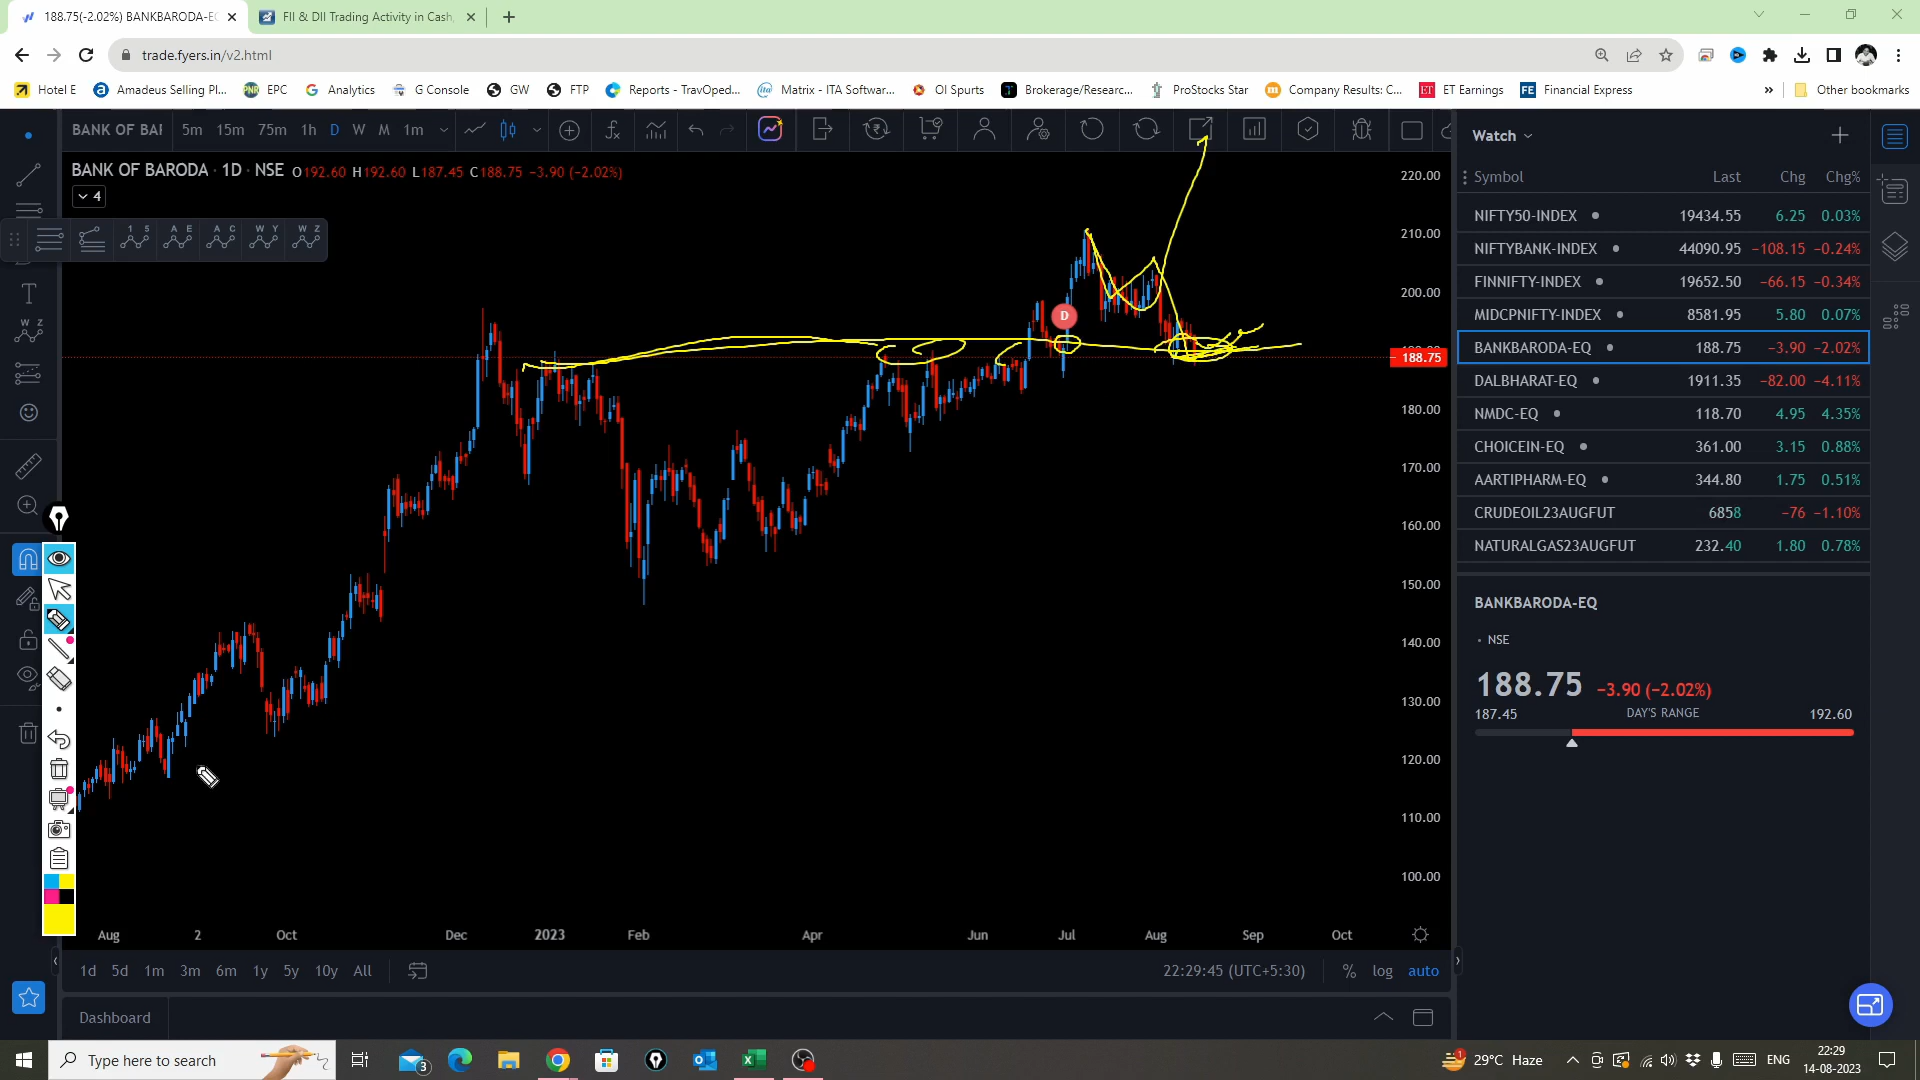 188.75(-2.02%) BANKBARODA-EQ
FII & DII Trading Activity in Cash,
trade.fyers.in/v2.html
Hotel E
Amadeus Selling Pl...
EPC
Analytics
G Console
GW
FTP
Reports - TravOped...
Matrix - ITA Softwar...
OI Spurts
Brokerage/Researc...
ProStocks Star
Company Results: C...
ET Earnings
Financial Express
»
Other bookmarks
BANK OF BAI
5m 15m 75m 1h D W M 1m
Watch
BANK OF BARODA · 1D · NSE O192.60 H192.60 L187.45 C188.75 −3.90 (−2.02%)
4
1 5 A E A C W Y W Z
W Z
D
220.00
210.00
200.00
188.75
180.00
170.00
160.00
150.00
140.00
130.00
120.00
110.00
100.00
Aug 2 Oct Dec 2023 Feb Apr Jun Jul Aug Sep Oct
1d 5d 1m 3m 6m 1y 5y 10y All
22:29:45 (UTC+5:30) % log auto
Dashboard
Symbol Last Chg Chg%
NIFTY50-INDEX 19434.55 6.25 0.03%
NIFTYBANK-INDEX 44090.95 −108.15 −0.24%
FINNIFTY-INDEX 19652.50 −66.15 −0.34%
MIDCPNIFTY-INDEX 8581.95 5.80 0.07%
BANKBARODA-EQ 188.75 −3.90 −2.02%
DALBHARAT-EQ 1911.35 −82.00 −4.11%
NMDC-EQ 118.70 4.95 4.35%
CHOICEIN-EQ 361.00 3.15 0.88%
AARTIPHARM-EQ 344.80 1.75 0.51%
CRUDEOIL23AUGFUT 6858 −76 −1.10%
NATURALGAS23AUGFUT 232.40 1.80 0.78%
BANKBARODA-EQ
· NSE
188.75 −3.90 (−2.02%)
187.45 DAY'S RANGE 192.60
Type here to search
3
1
29°C Haze
ENG
22:29
14-08-2023